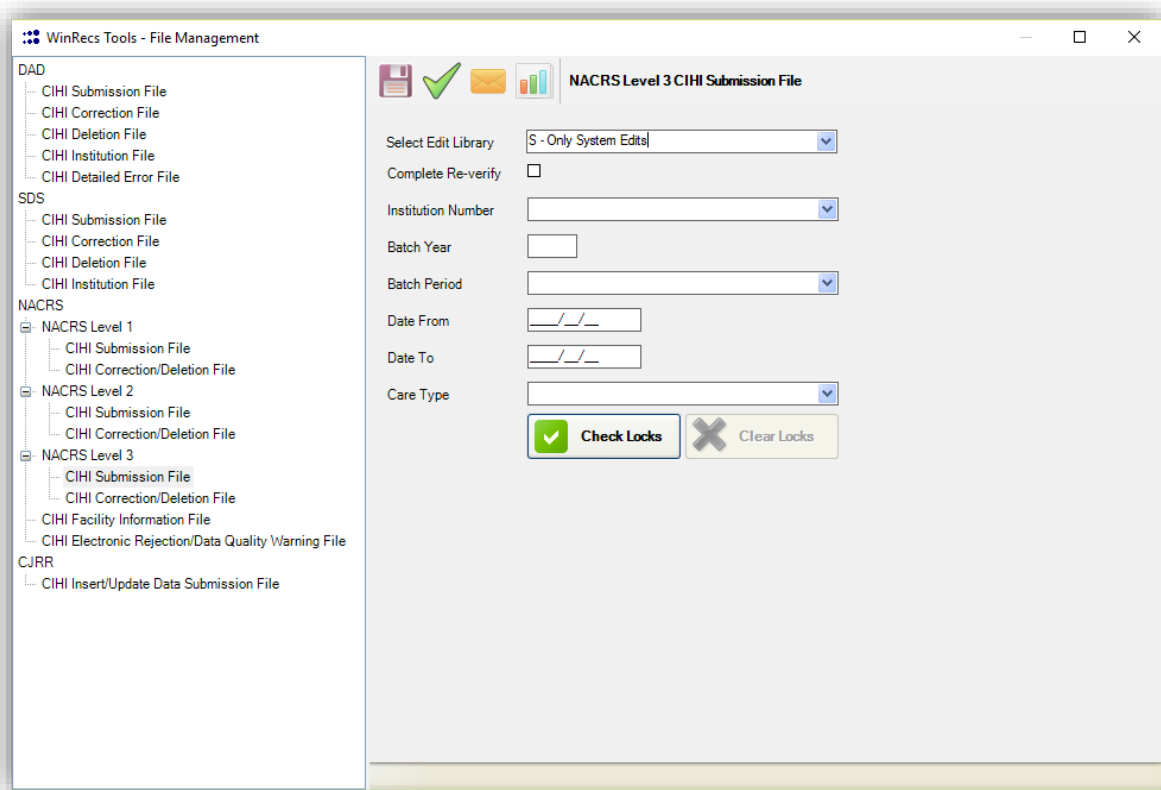 WinRecs Tools - File Management
DAD
CIHI Submission File
CIHI Correction File
CIHI Deletion File
CIHI Institution File
CIHI Detailed Error File
SDS
CIHI Submission File
CIHI Correction File
CIHI Deletion File
CIHI Institution File
NACRS
NACRS Level 1
CIHI Submission File
CIHI Correction/Deletion File
NACRS Level 2
CIHI Submission File
CIHI Correction/Deletion File
NACRS Level 3
CIHI Submission File
CIHI Correction/Deletion File
CIHI Facility Information File
CIHI Electronic Rejection/Data Quality Warning File
CJRR
CIHI Insert/Update Data Submission File
NACRS Level 3 CIHI Submission File
Select Edit Library S - Only System Edits
Complete Re-verify
Institution Number
Batch Year
Batch Period
Date From ____/__/__
Date To ____/__/__
Care Type
Check Locks Clear Locks